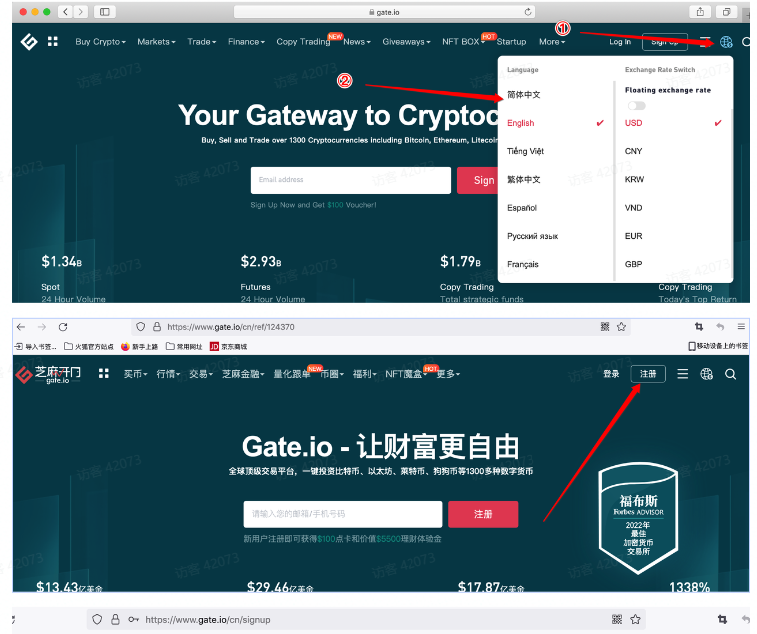 gate.io
Buy Crypto Markets Trade Finance Copy Trading NEW News Giveaways NFT BOX HOT Startup More Log In Sign Up
①
②
Language Exchange Rate Switch
简体中文 Floating exchange rate
English USD
Tiếng Việt CNY
繁体中文 KRW
Español VND
Русский язык EUR
Français GBP
Your Gateway to Cryptoc
Buy, Sell and Trade over 1300 Cryptocurrencies including Bitcoin, Ethereum, Litecoin
Email address Sign
Sign Up Now and Get $100 Voucher!
$1.34B $2.93B $1.79B
Spot Futures Copy Trading Copy Trading
24 Hour Volume 24 Hour Volume Total strategic funds Today's Top Return
访客 42073
https://www.gate.io/cn/ref/124370
导入书签... 火狐官方站点 新手上路 常用网址 JD 京东商城 移动设备上的书签
芝麻开门
gate.io
买币 行情 交易 芝麻金融 量化跟单 NEW 币圈 福利 NFT魔盒 HOT 更多 登录 注册
Gate.io - 让财富更自由
全球顶级交易平台，一键投资比特币、以太坊、莱特币、狗狗币等1300多种数字货币
请输入您的邮箱/手机号码 注册
新用户注册即可获得$100点卡和价值$5500理财体验金
福布斯
Forbes ADVISOR
2022年
最佳
加密货币
交易所
$13.43亿美金 $29.46亿美金 $17.87亿美金 1338%
访客 42073
https://www.gate.io/cn/signup